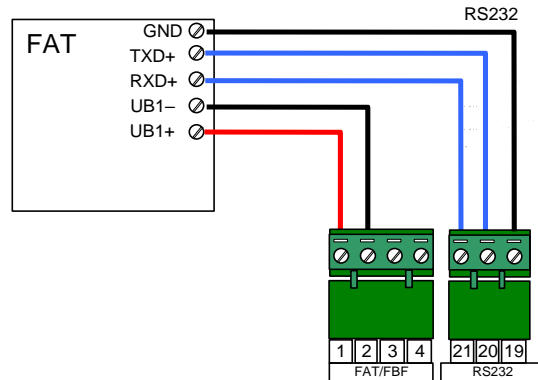 RS232
FAT
GND
TXD+
RXD+
UB1–
UB1+
1 2 3 4
21 20 19
FAT/FBF
RS232